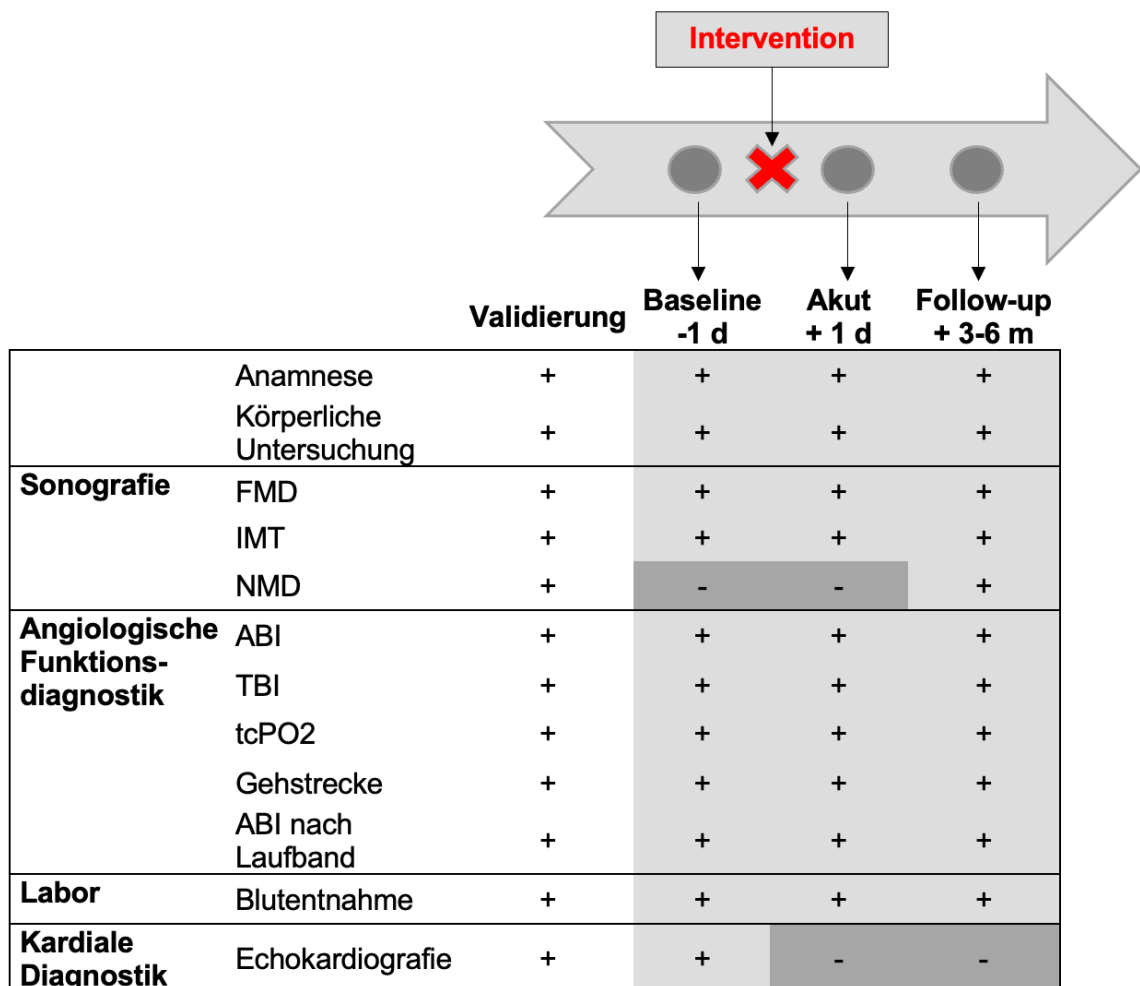 Intervention
Validierung Baseline Akut Follow-up
-1 d + 1 d + 3-6 m
Anamnese + + + +
Körperliche
Untersuchung + + + +
Sonografie FMD + + + +
IMT + + + +
NMD + - - +
Angiologische
Funktions-
diagnostik
ABI + + + +
TBI + + + +
tcPO2 + + + +
Gehstrecke + + + +
ABI nach
Laufband + + + +
Labor Blutentnahme + + + +
Kardiale
Diagnostik
Echokardiografie + + - -